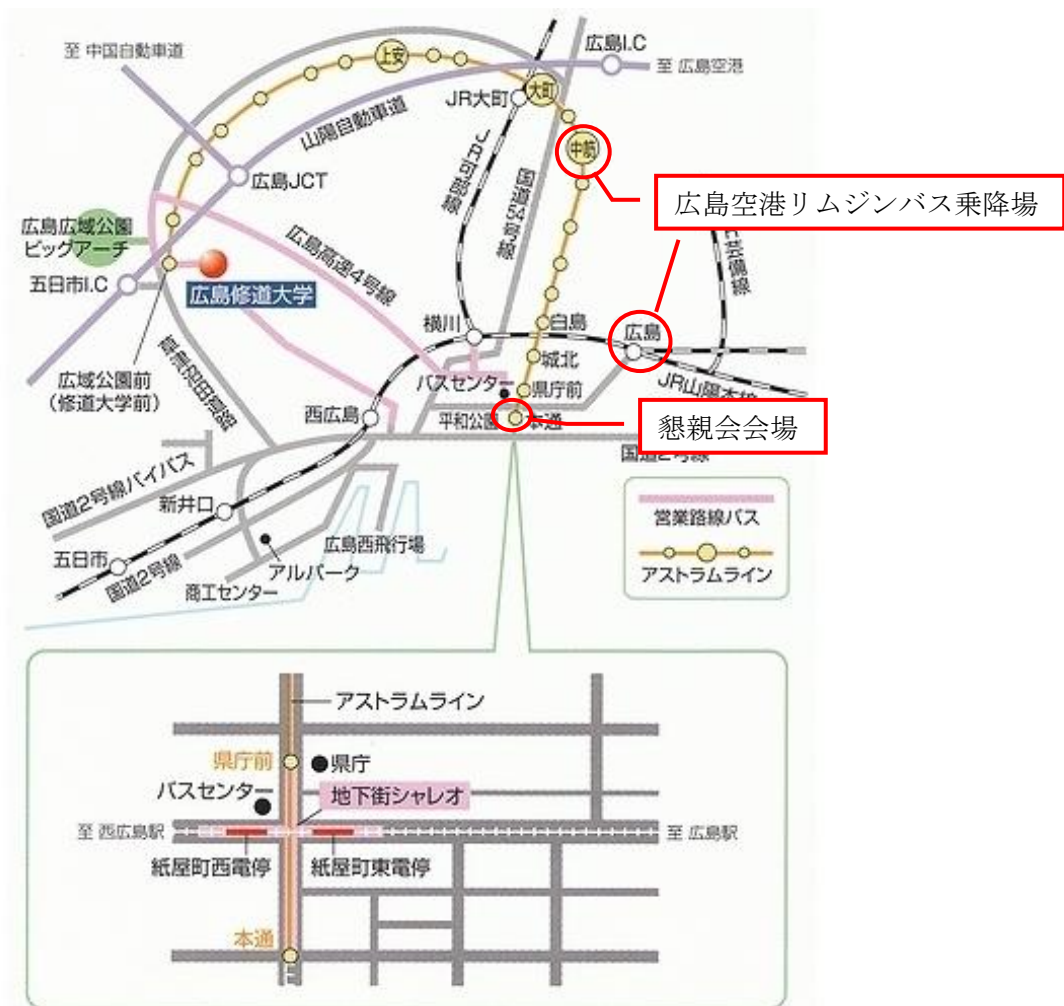 至 中国自動車道
上安
広島I.C
至 広島空港
JR大町
大町
山陽自動車道
中筋
JR可部線
国道54号線
広島JCT
広島空港リムジンバス乗降場
広島広域公園
ビッグアーチ
広島高速4号線
五日市I.C
広島修道大学
横川
白島
広島
広域公園前
(修道大学前)
城北
バスセンター
県庁前
JR山陽本線
西広島
平和公園
本通
懇親会会場
国道2号線
国道2号線バイパス
新井口
営業路線バス
五日市
広島西飛行場
アルパーク
国道2号線
商工センター
アストラムライン
アストラムライン
県庁前
県庁
バスセンター
地下街シャレオ
至 西広島駅
至 広島駅
紙屋町西電停
紙屋町東電停
本通